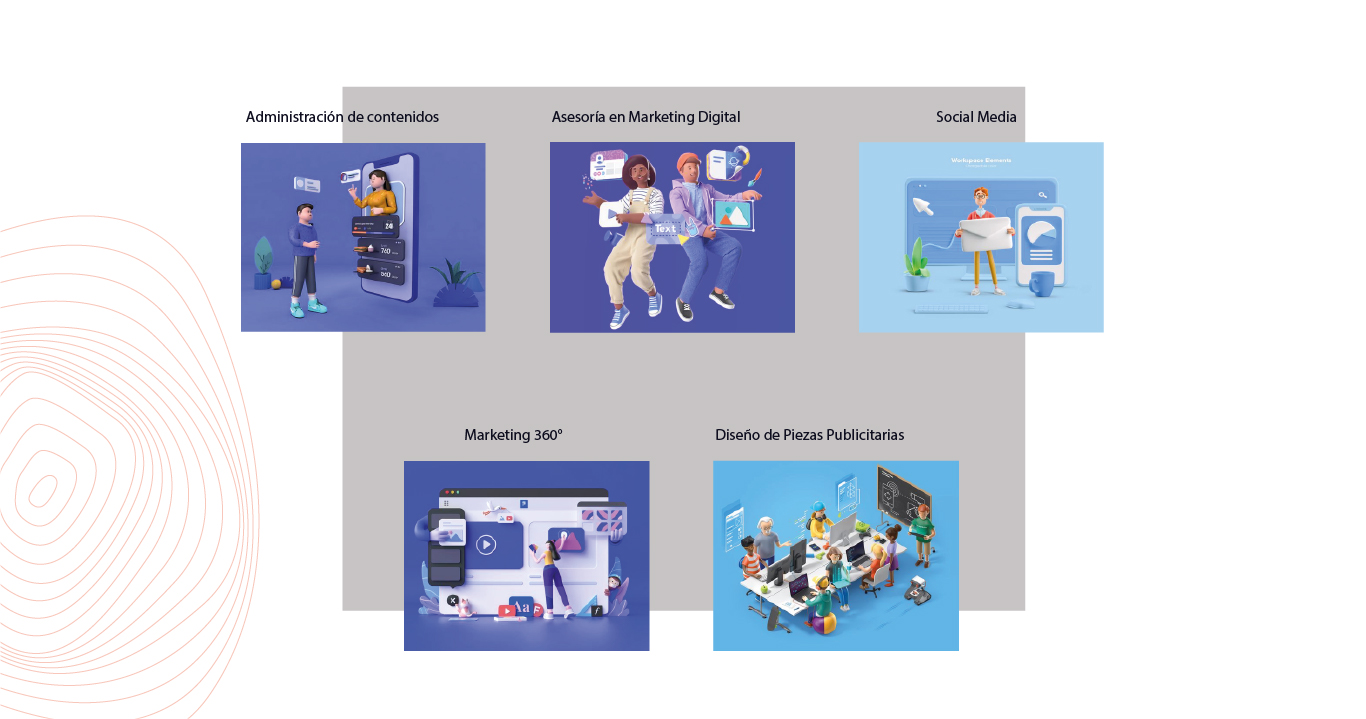 Administración de contenidos
Asesoría en Marketing Digital
Social Media
Workspace Elements
24
760
Text
Marketing 360°
Diseño de Piezas Publicitarias
Aa
F